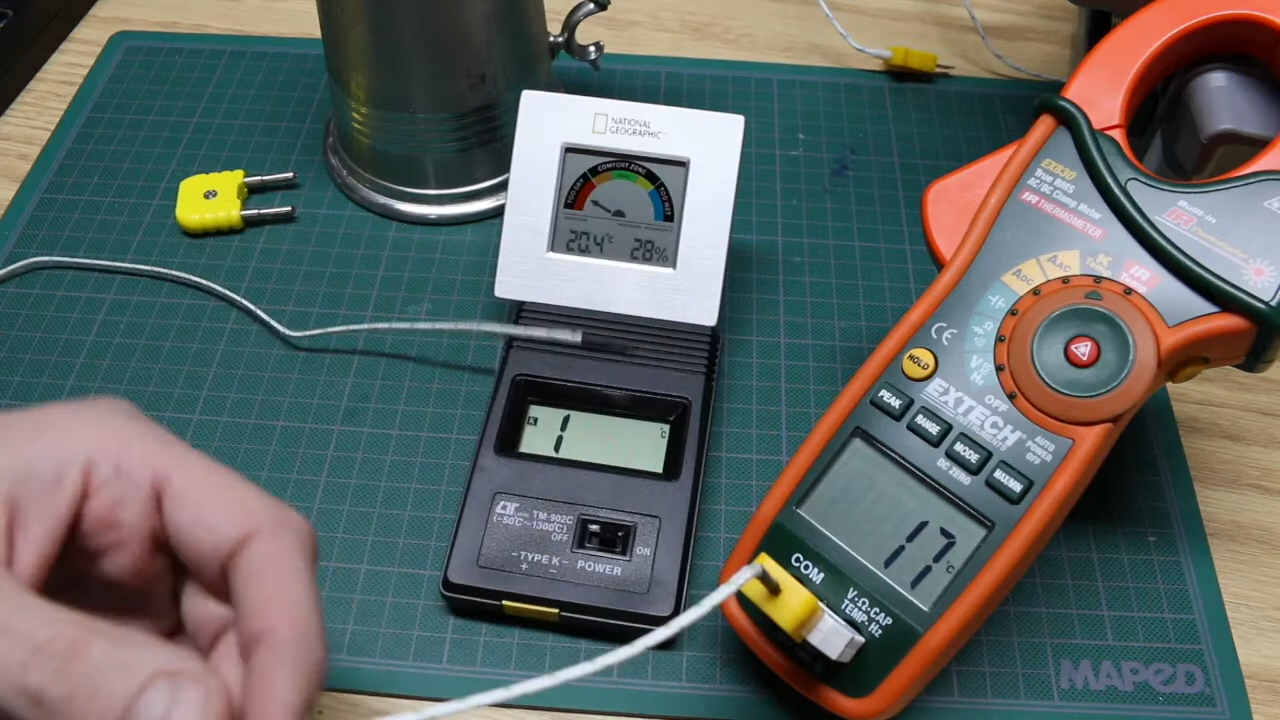 NATIONAL
GEOGRAPHIC
TOO DRY
COMFORT ZONE
TOO WET
20.4°C
28%
K
1
°C
TM-902C
(-50°C~1300°C)
OFF
ON
-TYPE K-
+ -
POWER
EX830
True RMS
AC/DC Clamp Meter
IR THERMOMETER
Built-in
IR
Thermometer
ADC
AAC
K
Temp
IR
Temp
Ω
V
Hz
OFF
CE
HOLD
EXTECH
INSTRUMENTS
AUTO
POWER
OFF
PEAK
RANGE
MODE
DC ZERO
MAX/MIN
17
°C
COM
V·Ω·CAP
TEMP·Hz
MAPED